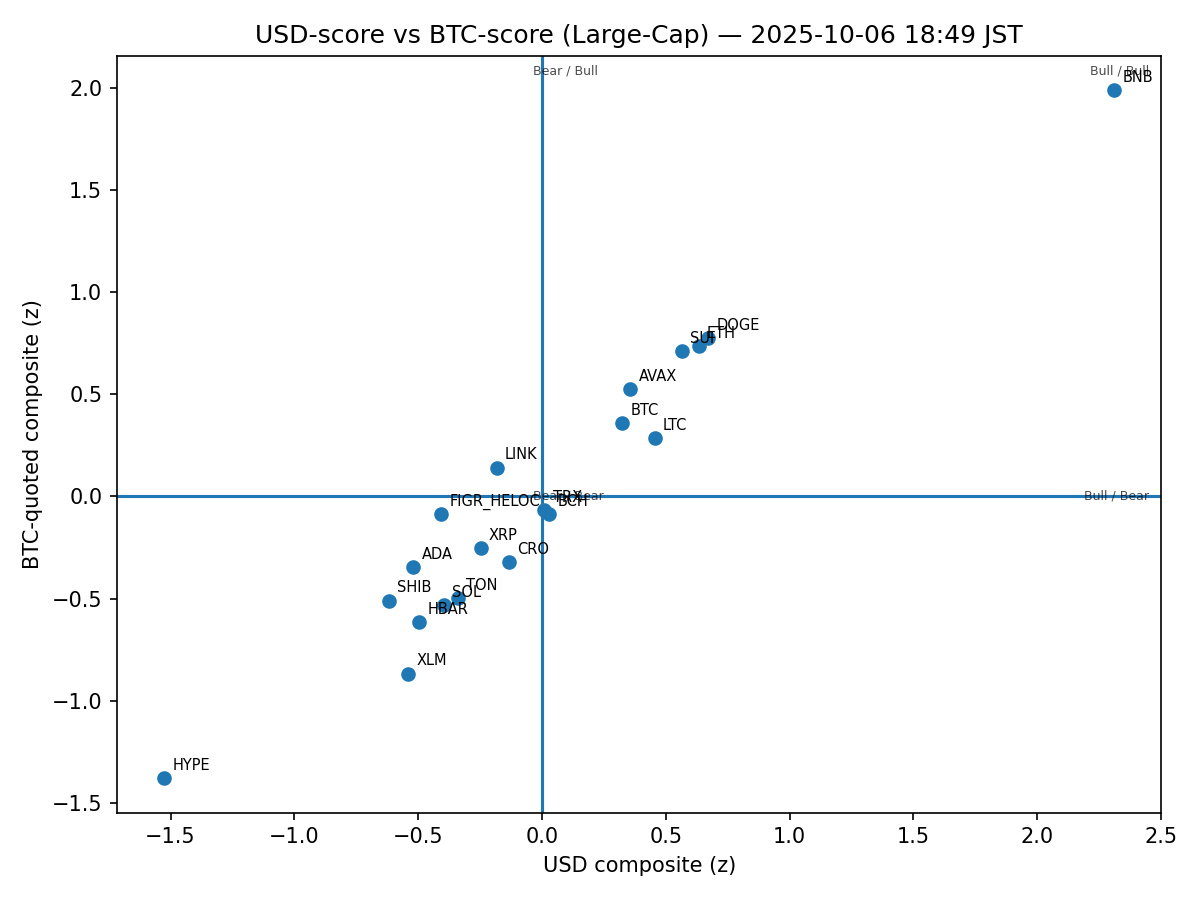 USD-score vs BTC-score (Large-Cap) — 2025-10-06 18:49 JST
Bear / Bull
Bull / Bull
BNB
2.0
1.5
1.0
0.5
0.0
−0.5
−1.0
−1.5
BTC-quoted composite (z)
DOGE
ETH
SUI
AVAX
BTC
LTC
LINK
TRX
Bear / Bear
Bull / Bear
FIGR_HELOC
BCH
XRP
CRO
ADA
TON
SHIB
SOL
HBAR
XLM
HYPE
−1.5
−1.0
−0.5
0.0
0.5
1.0
1.5
2.0
2.5
USD composite (z)